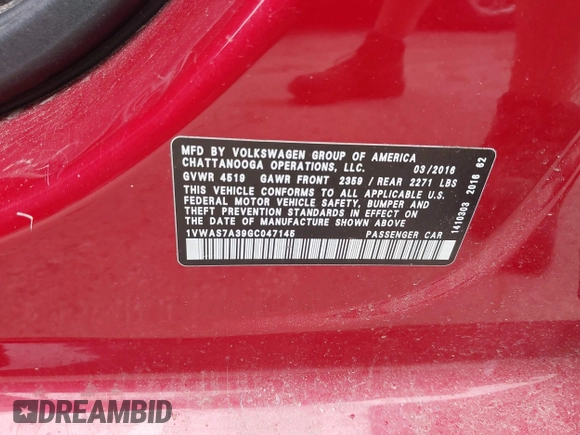 MFD BY VOLKSWAGEN GROUP OF AMERICA
CHATTANOOGA OPERATIONS, LLC. 03/2016
GVWR 4519 GAWR FRONT 2359 / REAR 2271 LBS
THIS VEHICLE CONFORMS TO ALL APPLICABLE U.S.
FEDERAL MOTOR VEHICLE SAFETY, BUMPER AND
THEFT PREVENTION STANDARDS IN EFFECT ON
THE DATE OF MANUFACTURE SHOWN ABOVE
1VWAS7A39GC047145 PASSENGER CAR
1410303 2016 62
DREAMBID